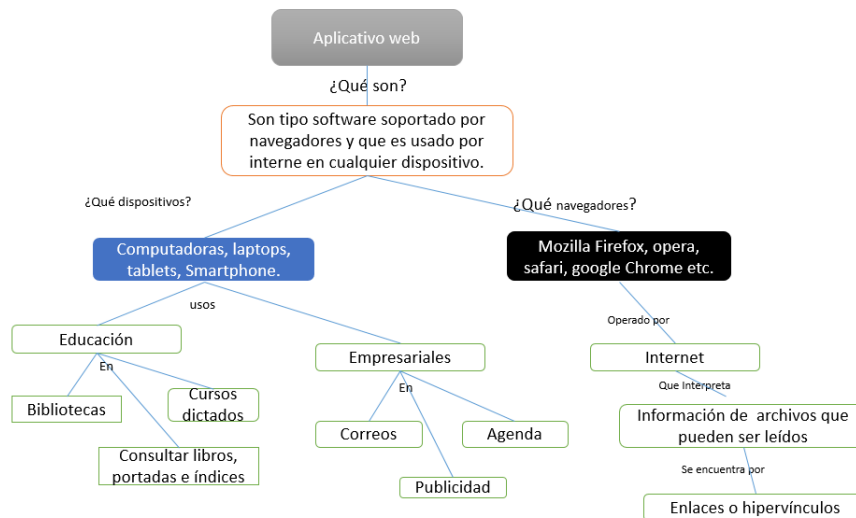 Aplicativo web
¿Qué son?
Son tipo software soportado por
navegadores y que es usado por
interne en cualquier dispositivo.
¿Qué dispositivos?
¿Qué navegadores?
Computadoras, laptops,
tablets, Smartphone.
Mozilla Firefox, opera,
safari, google Chrome etc.
usos
Operado por
Educación
Empresariales
Internet
En
En
Que Interpreta
Bibliotecas
Cursos
dictados
Consultar libros,
portadas e índices
Correos
Agenda
Publicidad
Información de archivos que
pueden ser leídos
Se encuentra por
Enlaces o hipervínculos